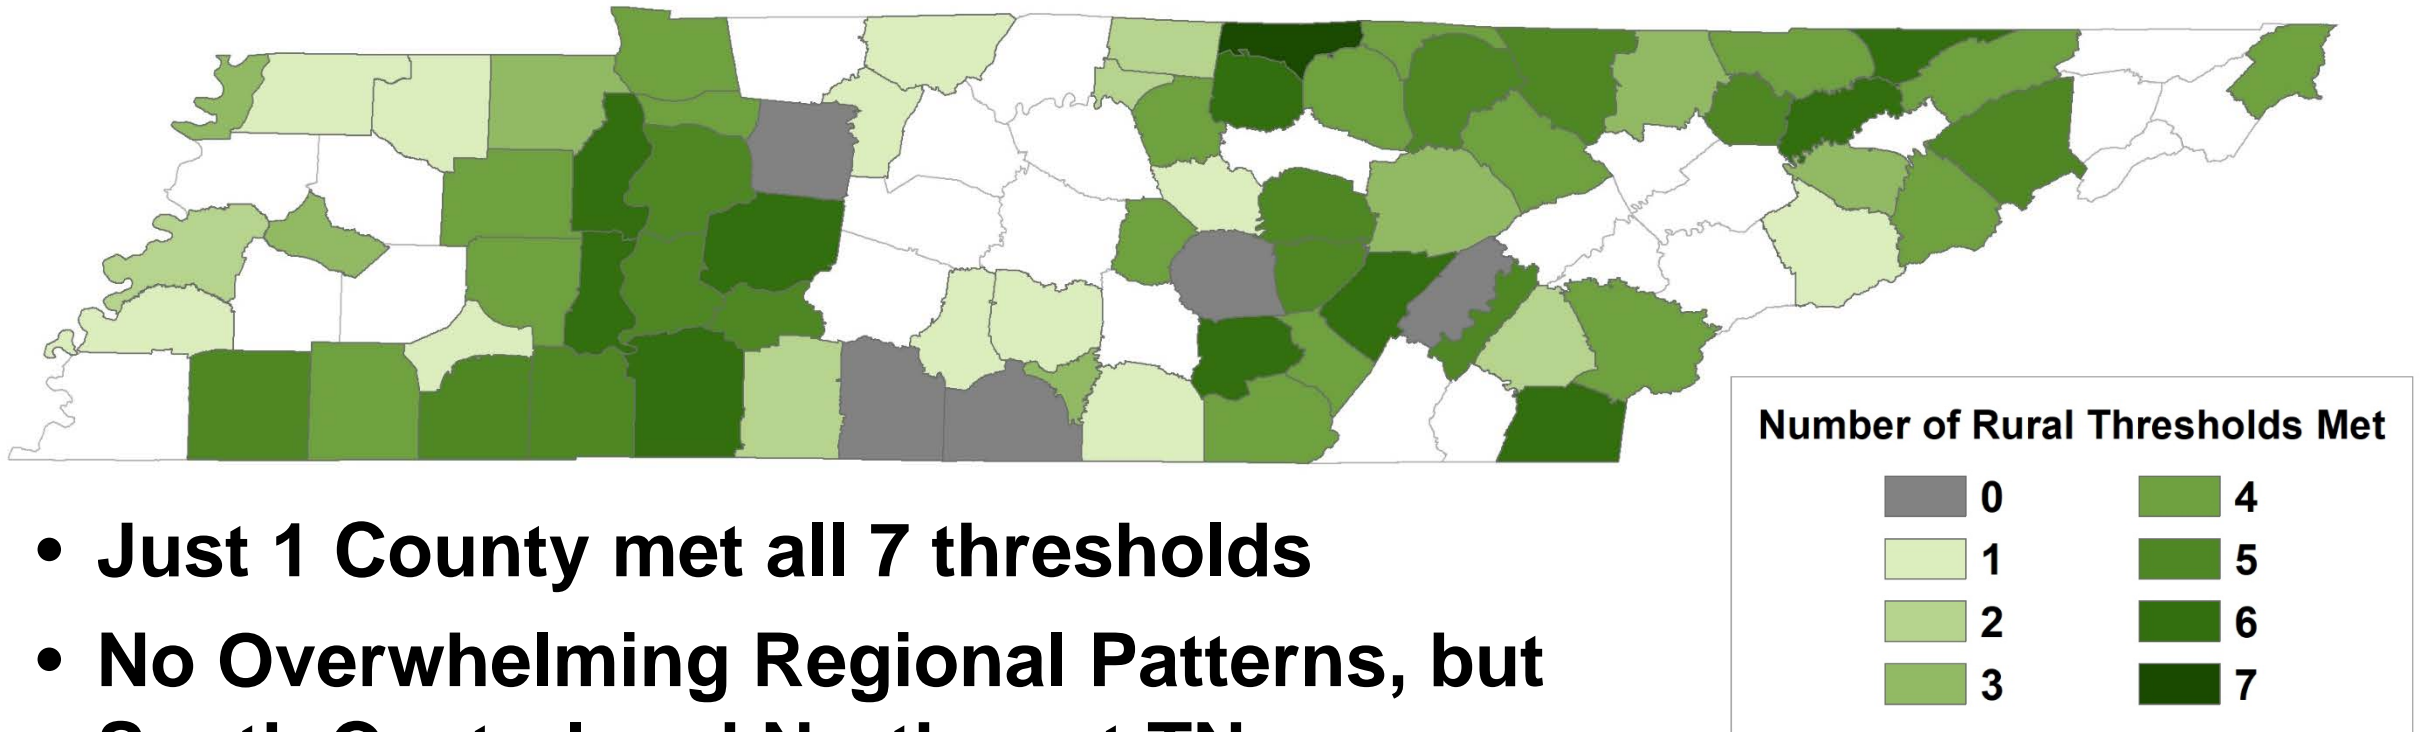 Number of Rural Thresholds Met
0
4
1
5
2
6
3
7
• Just 1 County met all 7 thresholds
• No Overwhelming Regional Patterns, but